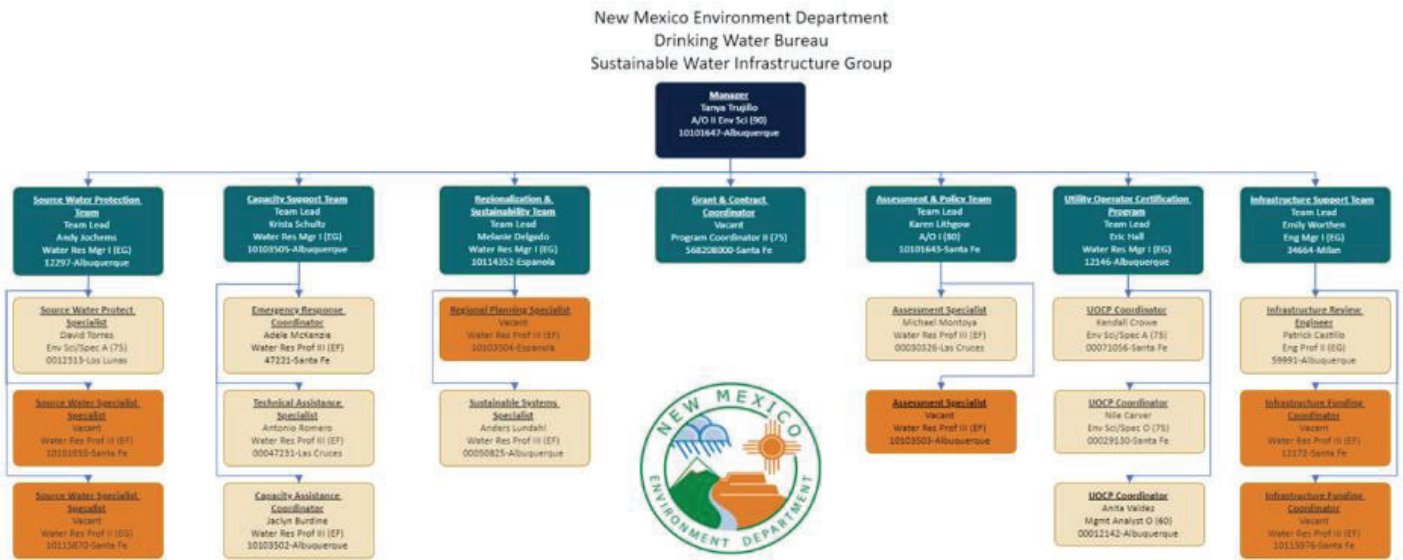 New Mexico Environment Department
Drinking Water Bureau
Sustainable Water Infrastructure Group
Manager
Tanya Trujillo
A/O II Env Sci (90)
10101647-Albuquerque
Source Water Protection
Team
Team Lead
Andy Jochems
Water Res Mgr I (EG)
12297-Albuquerque
Capacity Support Team
Team Lead
Krista Schultz
Water Res Mgr I (EG)
10103505-Albuquerque
Regionalization &
Sustainability Team
Team Lead
Melanie Delgado
Water Res Mgr I (EG)
10114352-Espanola
Grant & Contract
Coordinator
Vacant
Program Coordinator II (75)
568208000-Santa Fe
Assessment & Policy Team
Team Lead
Karen Lithgow
A/O I (80)
10101645-Santa Fe
Utility Operator Certification
Program
Team Lead
Eric Hall
Water Res Mgr I (EG)
12146-Albuquerque
Infrastructure Support Team
Team Lead
Emily Worthen
Eng Mgr I (EG)
34664-Milan
Source Water Protect
Specialist
David Torres
Env Sci/Spec A (75)
0012313-Los Lunas
Emergency Response
Coordinator
Adele McKenzie
Water Res Prof III (EF)
47221-Santa Fe
Regional Planning Specialist
Vacant
Water Res Prof III (EF)
10103504-Espanola
Assessment Specialist
Michael Montoya
Water Res Prof III (EF)
00030326-Las Cruces
UOCP Coordinator
Kendall Crowe
Env Sci/Spec A (75)
00071056-Santa Fe
Infrastructure Review
Engineer
Patrick Castillo
Eng Prof II (EG)
59991-Albuquerque
Source Water Specialist
Specialist
Vacant
Water Res Prof III (EF)
10101693-Santa Fe
Technical Assistance
Specialist
Antonio Romero
Water Res Prof III (EF)
00047231-Las Cruces
Sustainable Systems
Specialist
Anders Lundahl
Water Res Prof III (EF)
00050825-Albuquerque
Assessment Specialist
Vacant
Water Res Prof III (EF)
10103503-Albuquerque
UOCP Coordinator
Nile Carver
Env Sci/Spec O (75)
00029130-Santa Fe
Infrastructure Funding
Coordinator
Vacant
Water Res Prof III (EF)
12172-Santa Fe
Source Water Specialist
Specialist
Vacant
Water Res Prof II (EG)
10115870-Santa Fe
Capacity Assistance
Coordinator
Jaclyn Burdine
Water Res Prof III (EF)
10103502-Albuquerque
UOCP Coordinator
Anita Valdez
Mgmt Analyst O (60)
00012142-Albuquerque
Infrastructure Funding
Coordinator
Vacant
Water Res Prof III (EF)
10115976-Santa Fe
NEW MEXICO
ENVIRONMENT DEPARTMENT